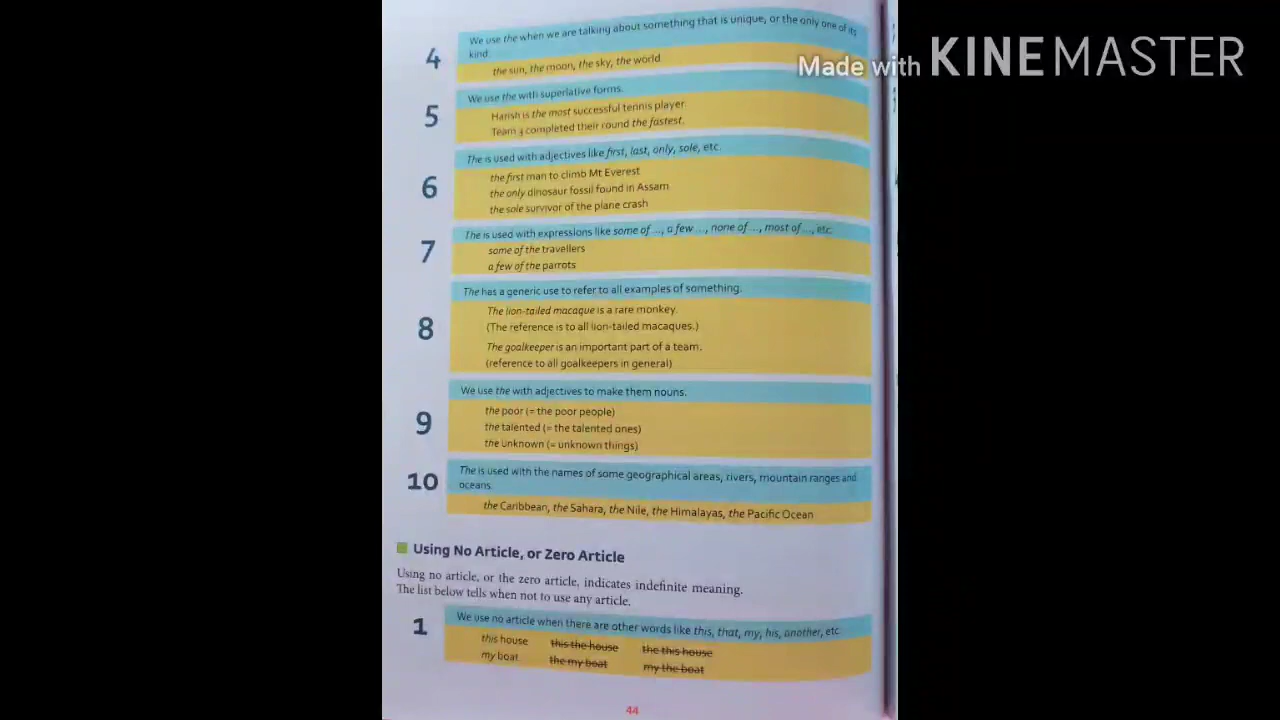 Made with KINEMASTER
4
We use the when we are talking about something that is unique, or the only one of its
kind.
the sun, the moon, the sky, the world
5
We use the with superlative forms.
Harish is the most successful tennis player.
Team 3 completed their round the fastest.
6
The is used with adjectives like first, last, only, sole, etc.
the first man to climb Mt Everest
the only dinosaur fossil found in Assam
the sole survivor of the plane crash
7
The is used with expressions like some of ..., a few ..., none of ..., most of ..., etc.
some of the travellers
a few of the parrots
8
The has a generic use to refer to all examples of something.
The lion-tailed macaque is a rare monkey.
(The reference is to all lion-tailed macaques.)
The goalkeeper is an important part of a team.
(reference to all goalkeepers in general)
9
We use the with adjectives to make them nouns.
the poor (= the poor people)
the talented (= the talented ones)
the unknown (= unknown things)
10
The is used with the names of some geographical areas, rivers, mountain ranges and
oceans.
the Caribbean, the Sahara, the Nile, the Himalayas, the Pacific Ocean
Using No Article, or Zero Article
Using no article, or the zero article, indicates indefinite meaning.
The list below tells when not to use any article.
1
We use no article when there are other words like this, that, my, his, another, etc.
this house this the house the this house
my boat the my boat my the boat
44